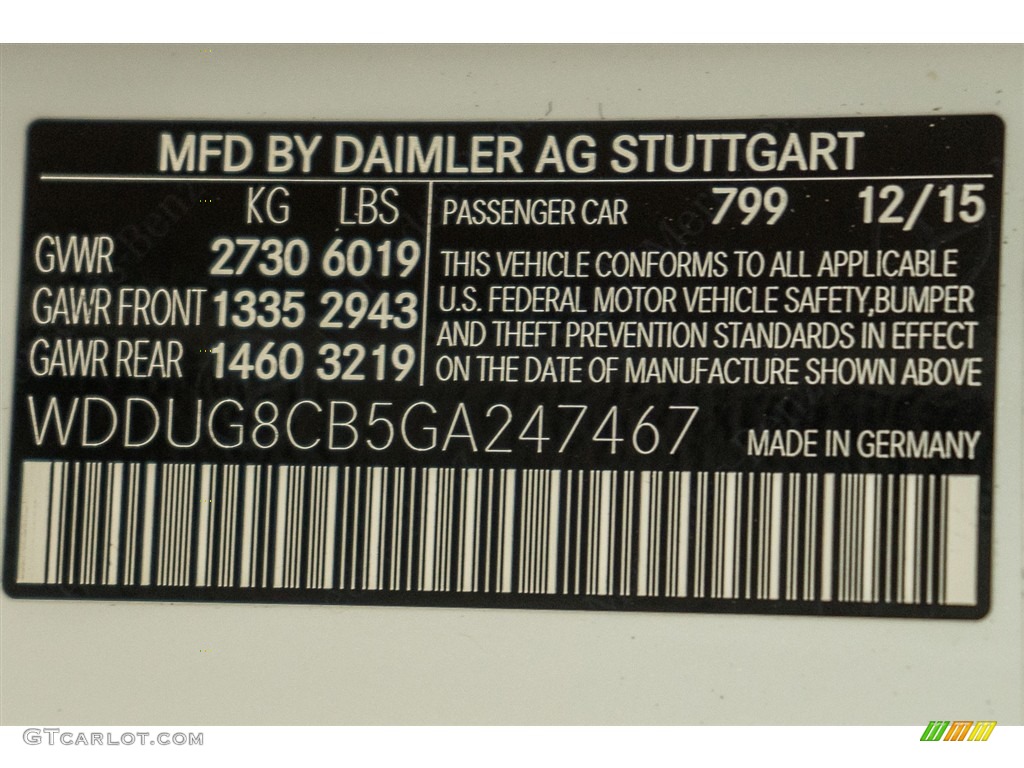 MFD BY DAIMLER AG STUTTGART
KG LBS
GVWR 2730 6019
GAWR FRONT 1335 2943
GAWR REAR 1460 3219
PASSENGER CAR 799 12/15
THIS VEHICLE CONFORMS TO ALL APPLICABLE
U.S. FEDERAL MOTOR VEHICLE SAFETY,BUMPER
AND THEFT PREVENTION STANDARDS IN EFFECT
ON THE DATE OF MANUFACTURE SHOWN ABOVE
WDDUG8CB5GA247467
MADE IN GERMANY
GTCARLOT.COM